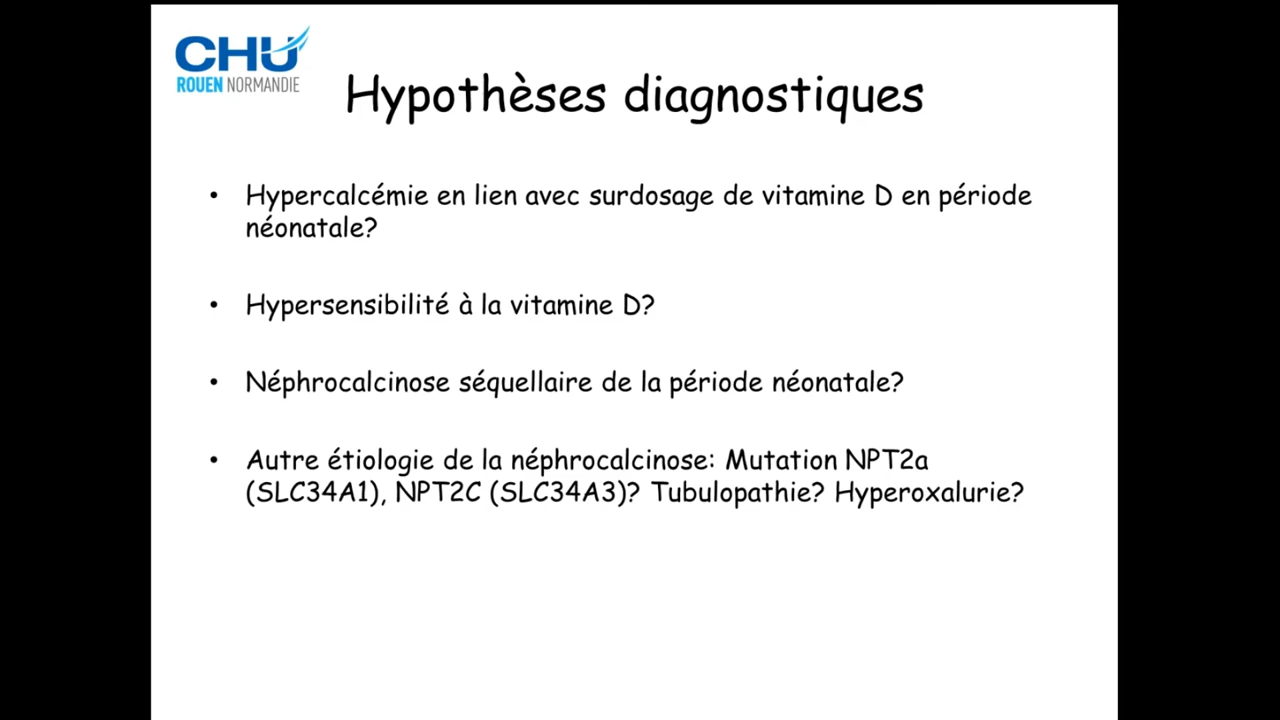 CHU
ROUEN NORMANDIE
Hypothèses diagnostiques
• Hypercalcémie en lien avec surdosage de vitamine D en période
néonatale?
• Hypersensibilité à la vitamine D?
• Néphrocalcinose séquellaire de la période néonatale?
• Autre étiologie de la néphrocalcinose: Mutation NPT2a
(SLC34A1), NPT2C (SLC34A3)? Tubulopathie? Hyperoxalurie?